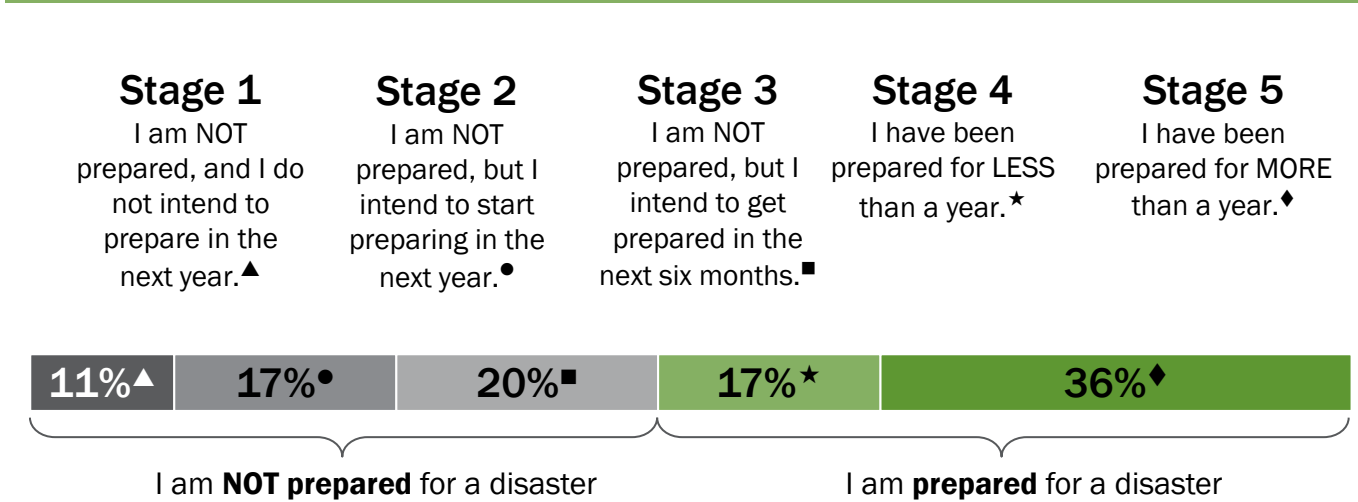 Stage 1
I am NOT
prepared, and I do
not intend to
prepare in the
next year.▲
Stage 2
I am NOT
prepared, but I
intend to start
preparing in the
next year.●
Stage 3
I am NOT
prepared, but I
intend to get
prepared in the
next six months.■
Stage 4
I have been
prepared for LESS
than a year.★
Stage 5
I have been
prepared for MORE
than a year.♦
11%▲
17%●
20%■
17%★
36%♦
I am NOT prepared for a disaster
I am prepared for a disaster